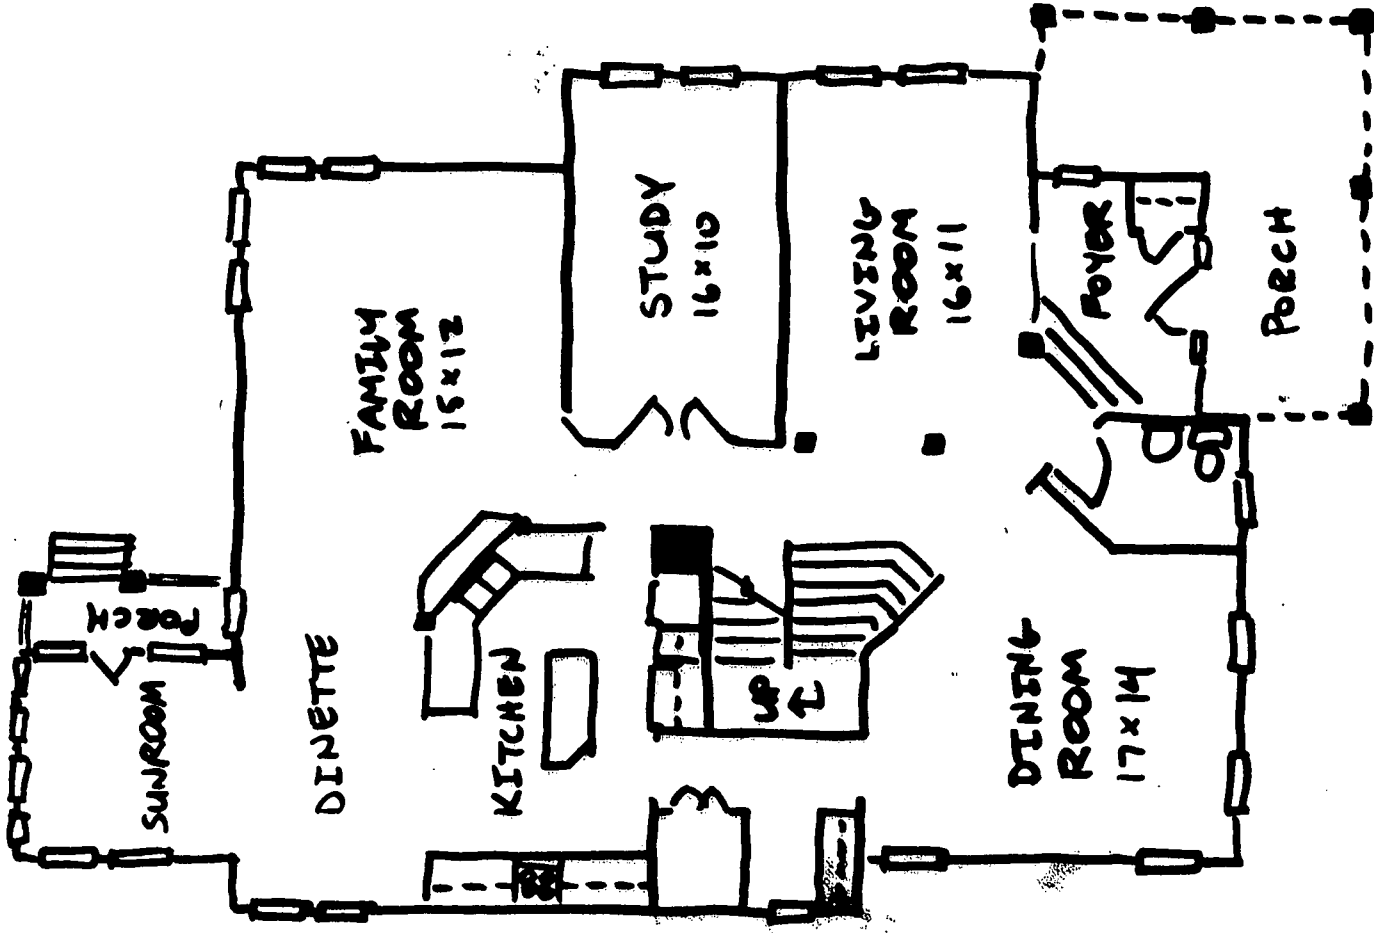 STUDY
16×10
LIVING
ROOM
16×11
FOYER
PORCH
FAMILY
ROOM
15×12
PORCH
SUNROOM
DINETTE
KITCHEN
UP
DINING
ROOM
17×14